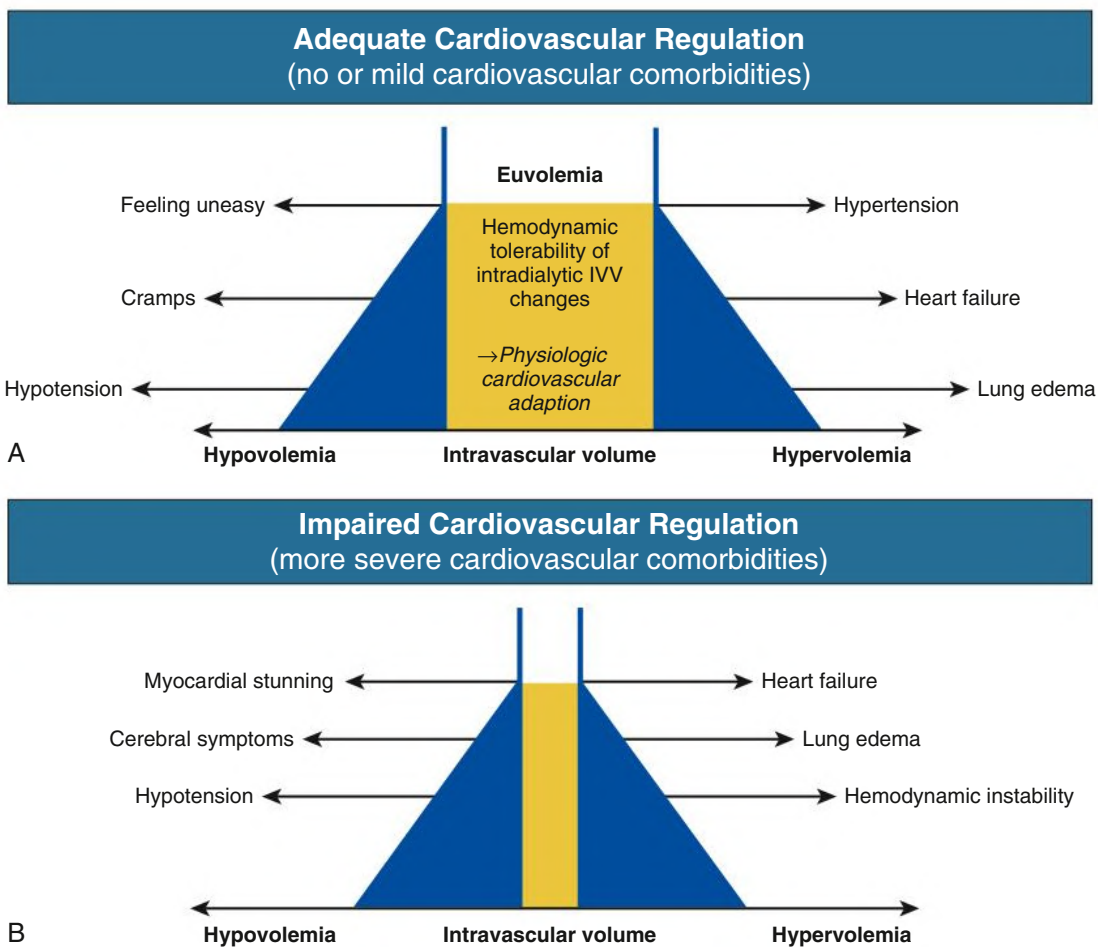 Adequate Cardiovascular Regulation
(no or mild cardiovascular comorbidities)
Euvolemia
Feeling uneasy
Hypertension
Hemodynamic
tolerability of
intradialytic IVV
changes
Cramps
Heart failure
→Physiologic
cardiovascular
adaption
Hypotension
Lung edema
A
Hypovolemia
Intravascular volume
Hypervolemia
Impaired Cardiovascular Regulation
(more severe cardiovascular comorbidities)
Myocardial stunning
Heart failure
Cerebral symptoms
Lung edema
Hypotension
Hemodynamic instability
B
Hypovolemia
Intravascular volume
Hypervolemia